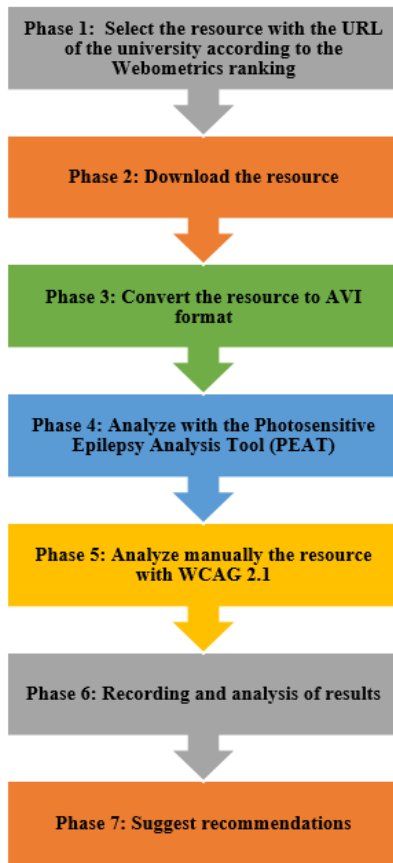 Phase 1:  Select the resource with the URL
of the university according to the
Webometrics ranking
Phase 2: Download the resource
Phase 3: Convert the resource to AVI
format
Phase 4: Analyze with the Photosensitive
Epilepsy Analysis Tool (PEAT)
Phase 5: Analyze manually the resource
with WCAG 2.1
Phase 6: Recording and analysis of results
Phase 7: Suggest recommendations